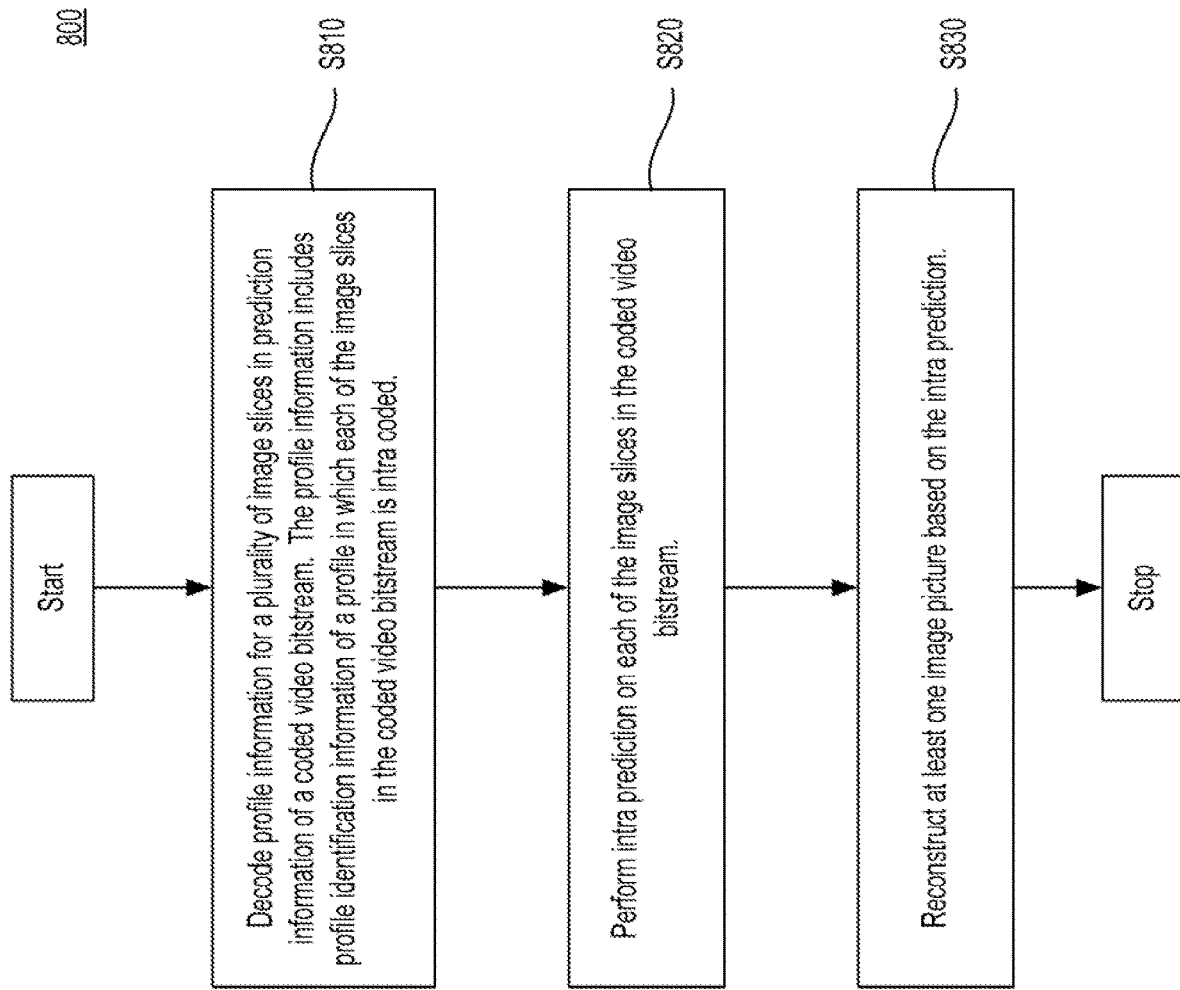 800
Start
Decode profile information for a plurality of image slices in prediction
information of a coded video bitstream. The profile information includes
profile identification information of a profile in which each of the image slices
in the coded video bitstream is intra coded.
S810
Perform intra prediction on each of the image slices in the coded video
bitstream.
S820
Reconstruct at least one image picture based on the intra prediction.
S830
Stop